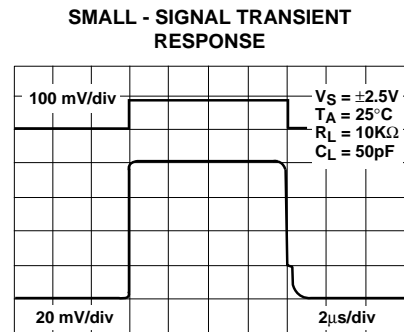 SMALL - SIGNAL TRANSIENT
RESPONSE
100 mV/div
VS = ±2.5V
TA = 25°C
RL = 10KΩ
CL = 50pF
20 mV/div
2µs/div